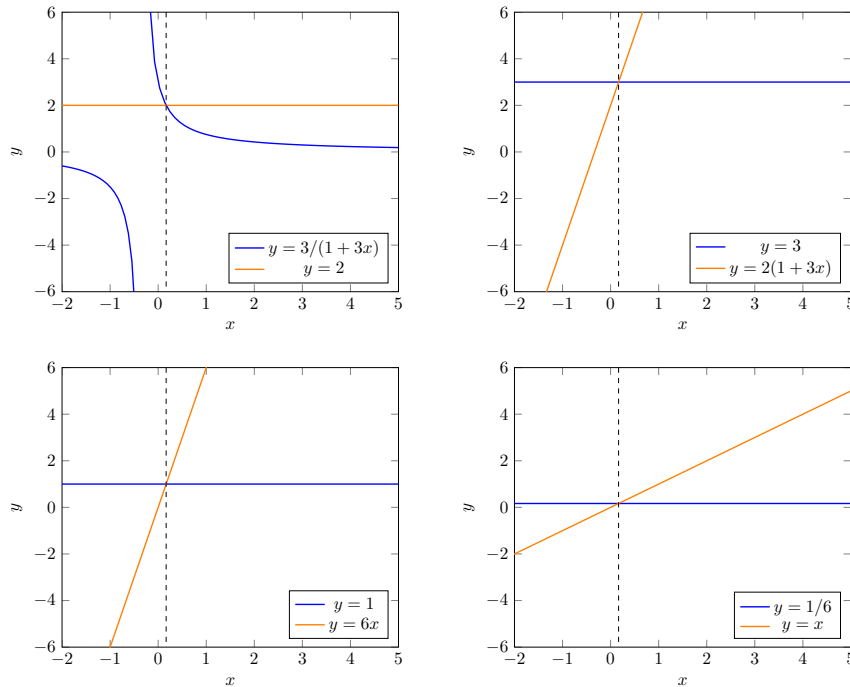 6
4
2
0
−2
−4
−6
y
−2 −1 0 1 2 3 4 5
x
y = 3/(1 + 3x)
y = 2
6
4
2
0
−2
−4
−6
y
−2 −1 0 1 2 3 4 5
x
y = 3
y = 2(1 + 3x)
6
4
2
0
−2
−4
−6
y
−2 −1 0 1 2 3 4 5
x
y = 1
y = 6x
6
4
2
0
−2
−4
−6
y
−2 −1 0 1 2 3 4 5
x
y = 1/6
y = x